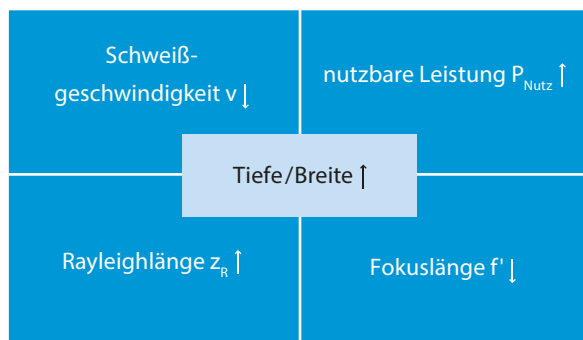 Schweiß-
geschwindigkeit v↓
nutzbare Leistung P_Nutz ↑
Tiefe/Breite ↑
Rayleighlänge z_R ↑
Fokuslänge f' ↓